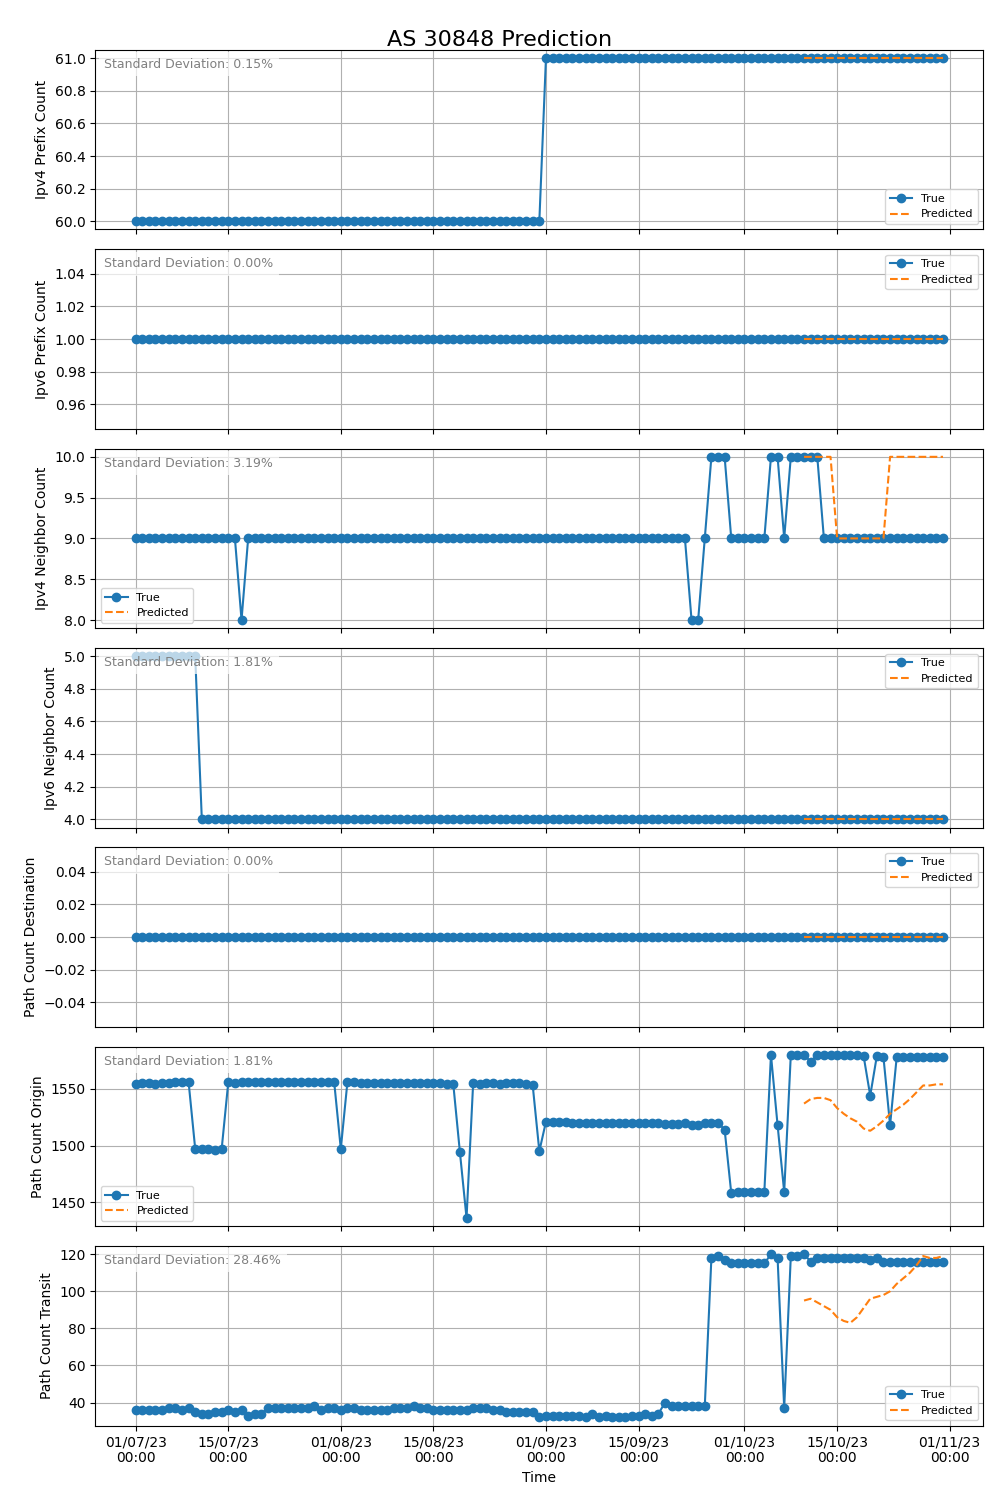 AS 30848 Prediction
Ipv4 Prefix Count
61.0
60.8
60.6
60.4
60.2
60.0
Standard Deviation: 0.15%
True
Predicted
Ipv6 Prefix Count
1.04
1.02
1.00
0.98
0.96
Standard Deviation: 0.00%
True
Predicted
Ipv4 Neighbor Count
10.0
9.5
9.0
8.5
8.0
Standard Deviation: 3.19%
True
Predicted
Ipv6 Neighbor Count
5.0
4.8
4.6
4.4
4.2
4.0
Standard Deviation: 1.81%
True
Predicted
Path Count Destination
0.04
0.02
0.00
−0.02
−0.04
Standard Deviation: 0.00%
True
Predicted
Path Count Origin
1550
1500
1450
Standard Deviation: 1.81%
True
Predicted
Path Count Transit
120
100
80
60
40
Standard Deviation: 28.46%
True
Predicted
01/07/23 15/07/23 01/08/23 15/08/23 01/09/23 15/09/23 01/10/23 15/10/23 01/11/23
00:00 00:00 00:00 00:00 00:00 00:00 00:00 00:00 00:00
Time